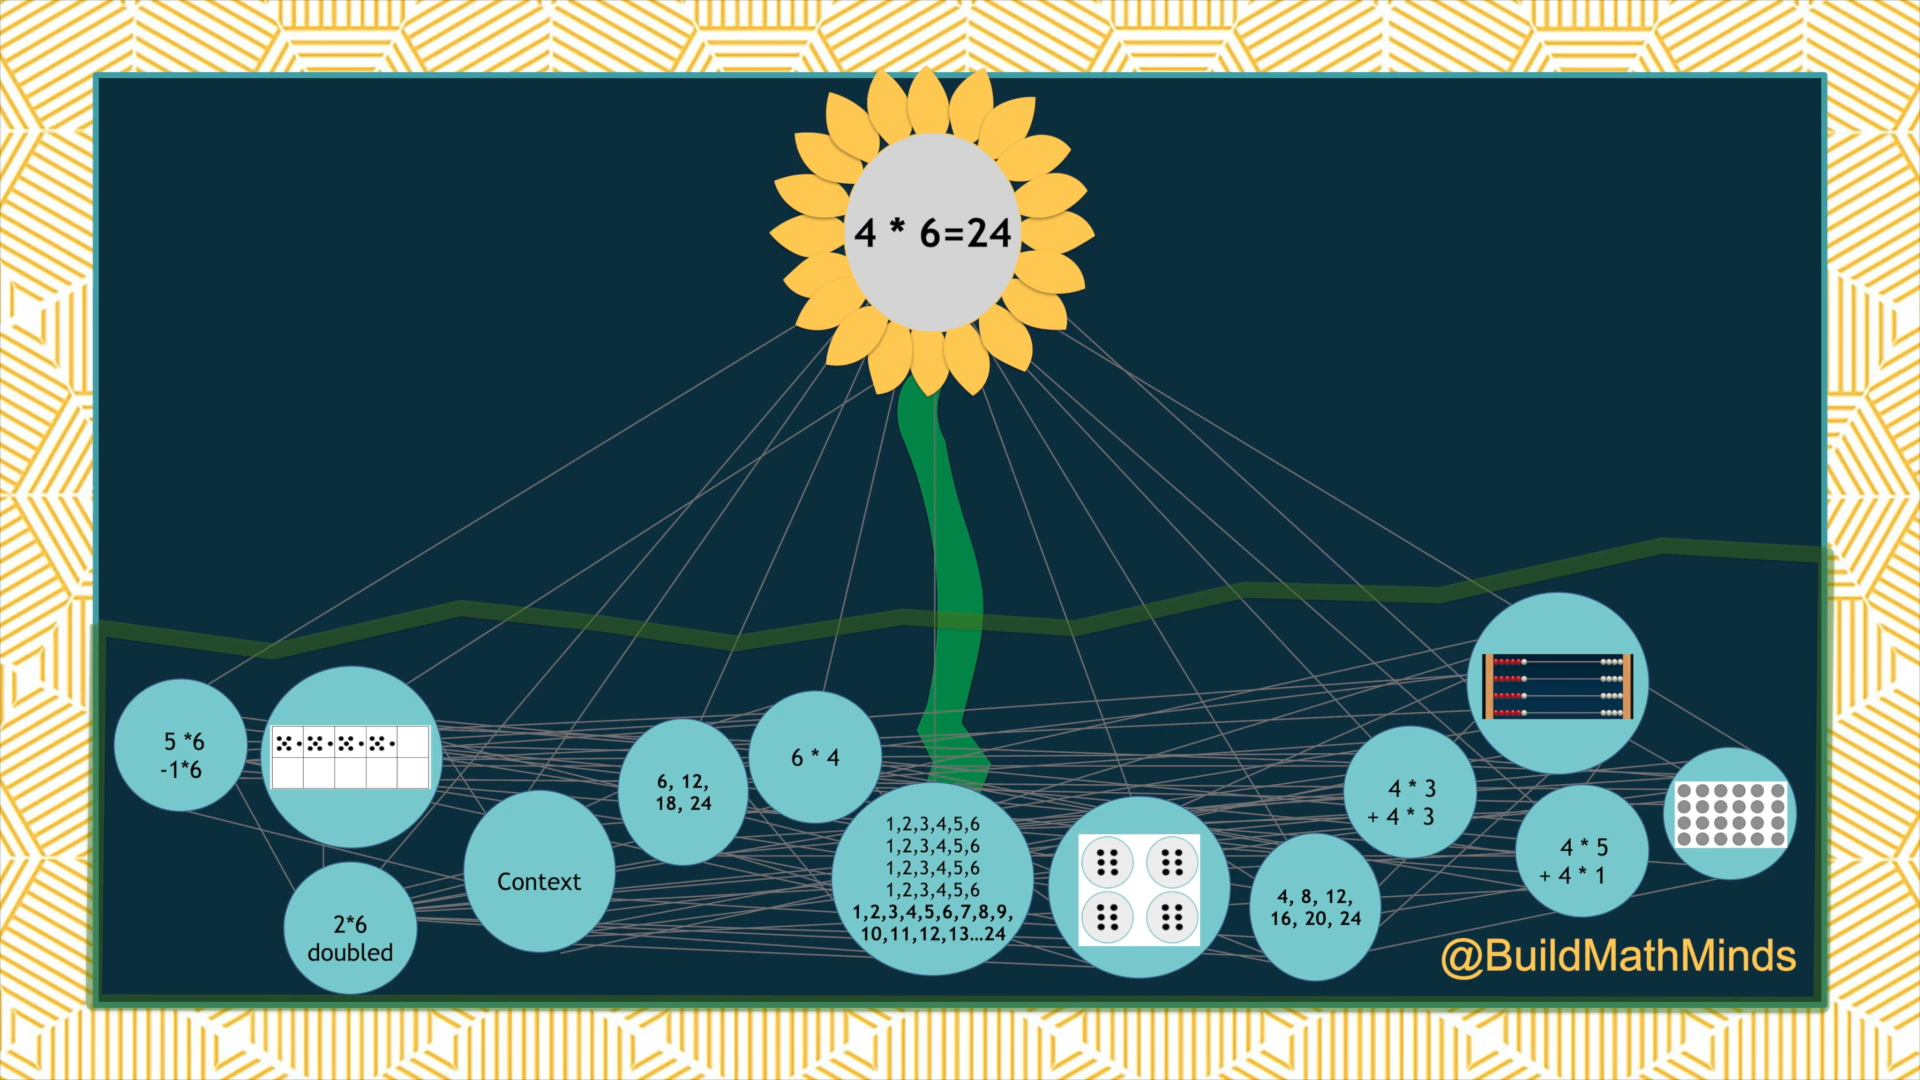 4 * 6=24
5 *6
-1*6
2*6
doubled
Context
6, 12,
18, 24
6 * 4
1,2,3,4,5,6
1,2,3,4,5,6
1,2,3,4,5,6
1,2,3,4,5,6
1,2,3,4,5,6,7,8,9,
10,11,12,13...24
4, 8, 12,
16, 20, 24
4 * 3
+ 4 * 3
4 * 5
+ 4 * 1
@BuildMathMinds